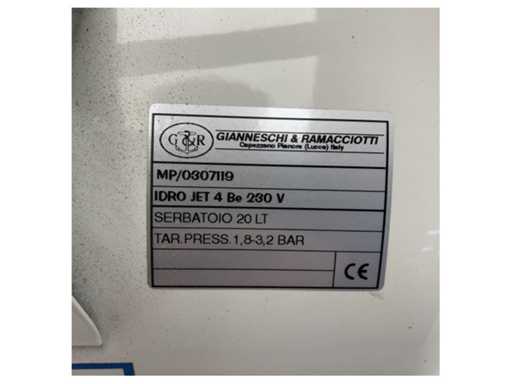 G&R
GIANNESCHI & RAMACCIOTTI
Capezzano Pianore (Lucca) Italy
MP/0307119
IDRO JET 4 Be 230 V
SERBATOIO 20 LT
TAR.PRESS.1,8-3,2 BAR
CE